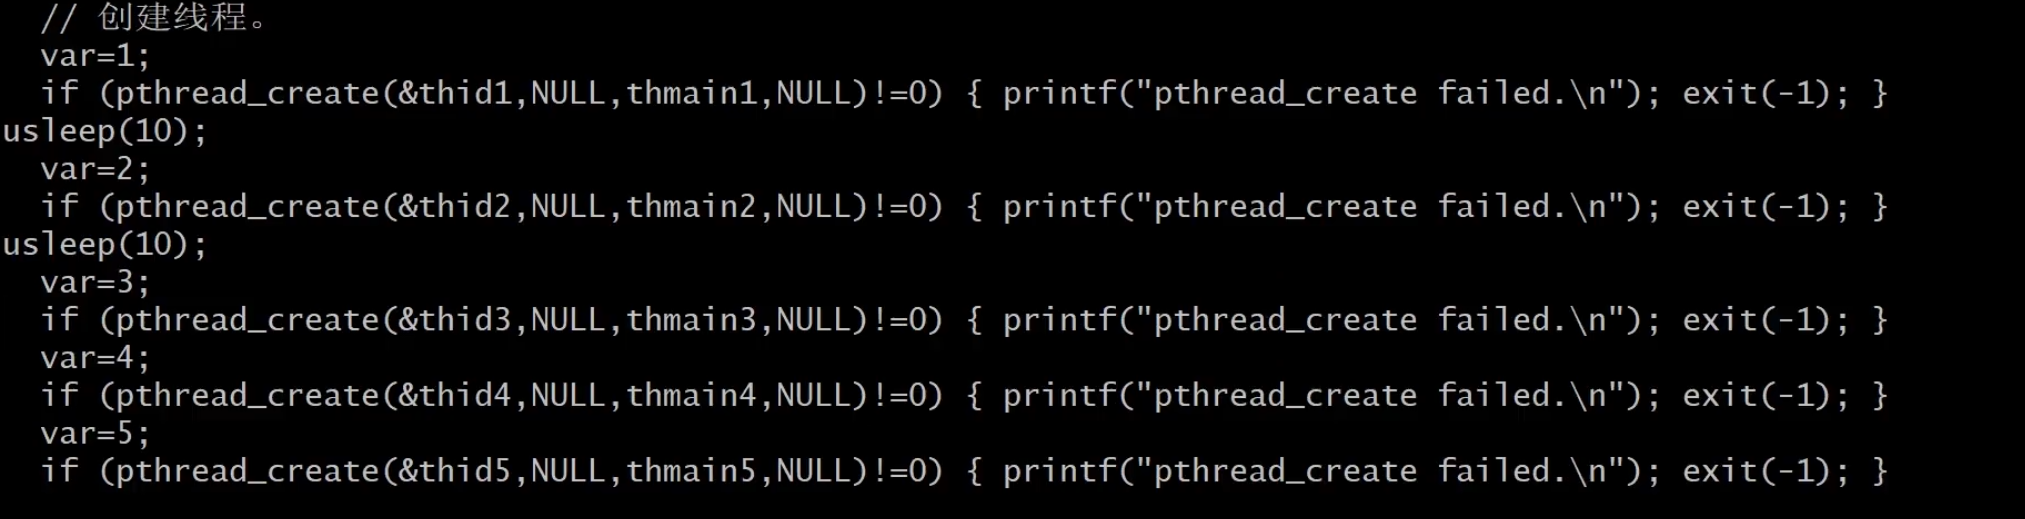 // 创建线程。
var=1;
if (pthread_create(&thid1,NULL,thmain1,NULL)!=0) { printf("pthread_create failed.\n"); exit(-1); }
usleep(10);
var=2;
if (pthread_create(&thid2,NULL,thmain2,NULL)!=0) { printf("pthread_create failed.\n"); exit(-1); }
usleep(10);
var=3;
if (pthread_create(&thid3,NULL,thmain3,NULL)!=0) { printf("pthread_create failed.\n"); exit(-1); }
var=4;
if (pthread_create(&thid4,NULL,thmain4,NULL)!=0) { printf("pthread_create failed.\n"); exit(-1); }
var=5;
if (pthread_create(&thid5,NULL,thmain5,NULL)!=0) { printf("pthread_create failed.\n"); exit(-1); }